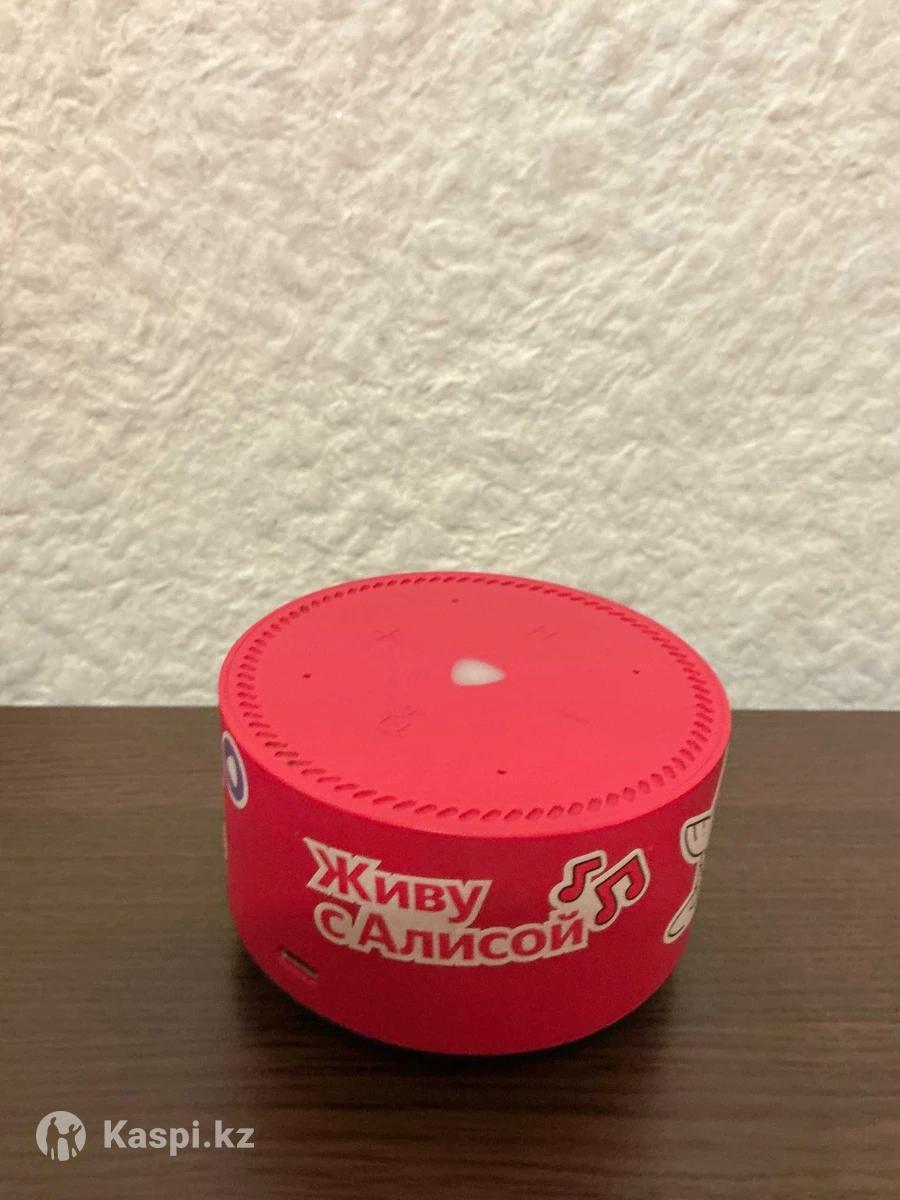 Живу
с Алисой
Kaspi.kz